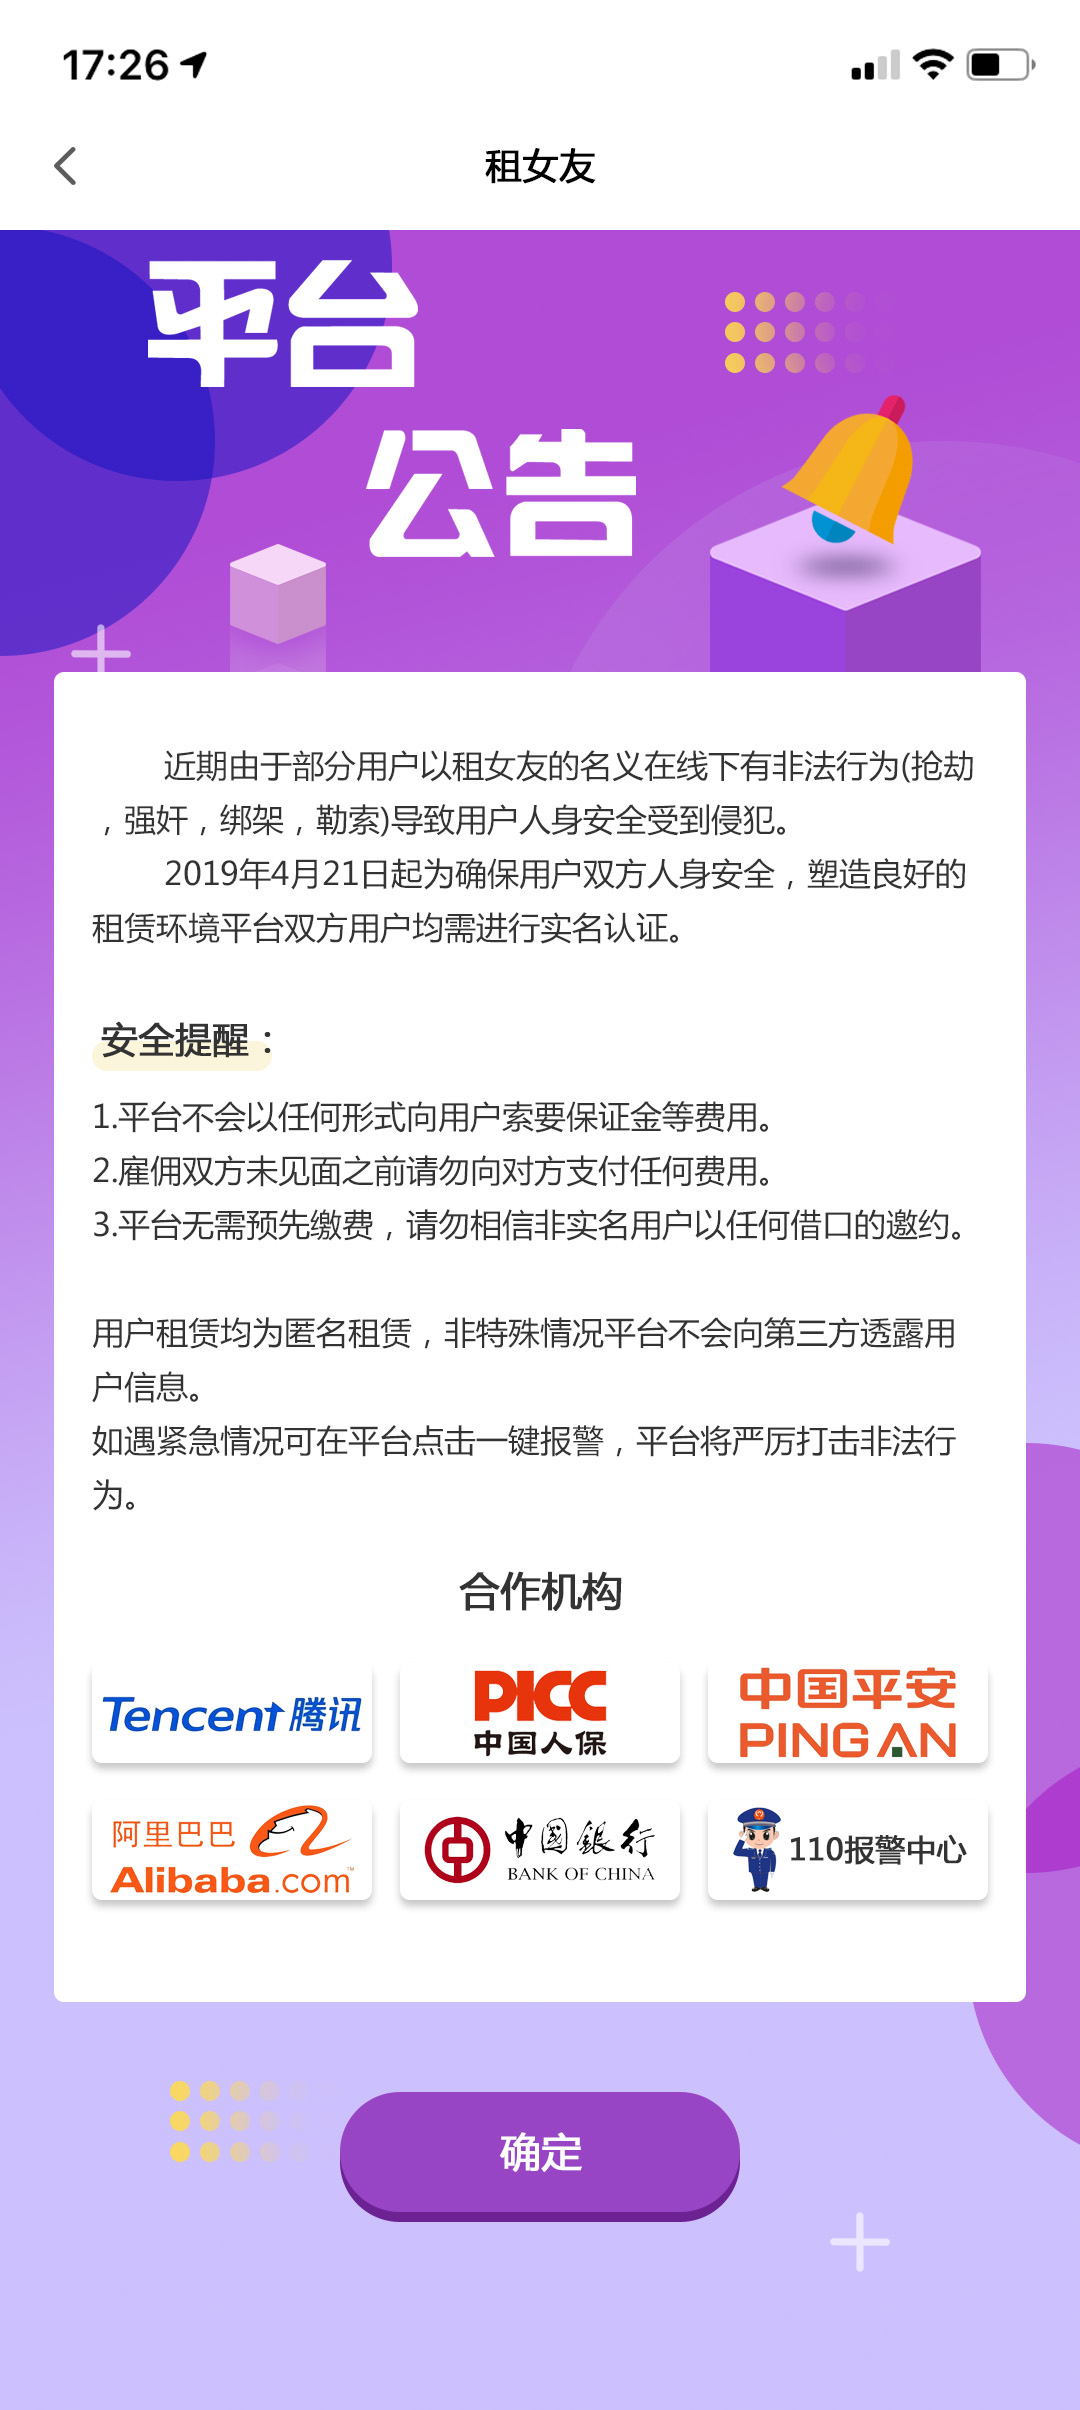 17:26
租女友
平台
公告
近期由于部分用户以租女友的名义在线下有非法行为(抢劫
，强奸，绑架，勒索)导致用户人身安全受到侵犯。
2019年4月21日起为确保用户双方人身安全，塑造良好的
租赁环境平台双方用户均需进行实名认证。
安全提醒：
1.平台不会以任何形式向用户索要保证金等费用。
2.雇佣双方未见面之前请勿向对方支付任何费用。
3.平台无需预先缴费，请勿相信非实名用户以任何借口的邀约。
用户租赁均为匿名租赁，非特殊情况平台不会向第三方透露用
户信息。
如遇紧急情况可在平台点击一键报警，平台将严厉打击非法行
为。
合作机构
Tencent 腾讯
PICC
中国人保
中国平安
PING AN
阿里巴巴
Alibaba.com™
中國銀行
BANK OF CHINA
110报警中心
确定